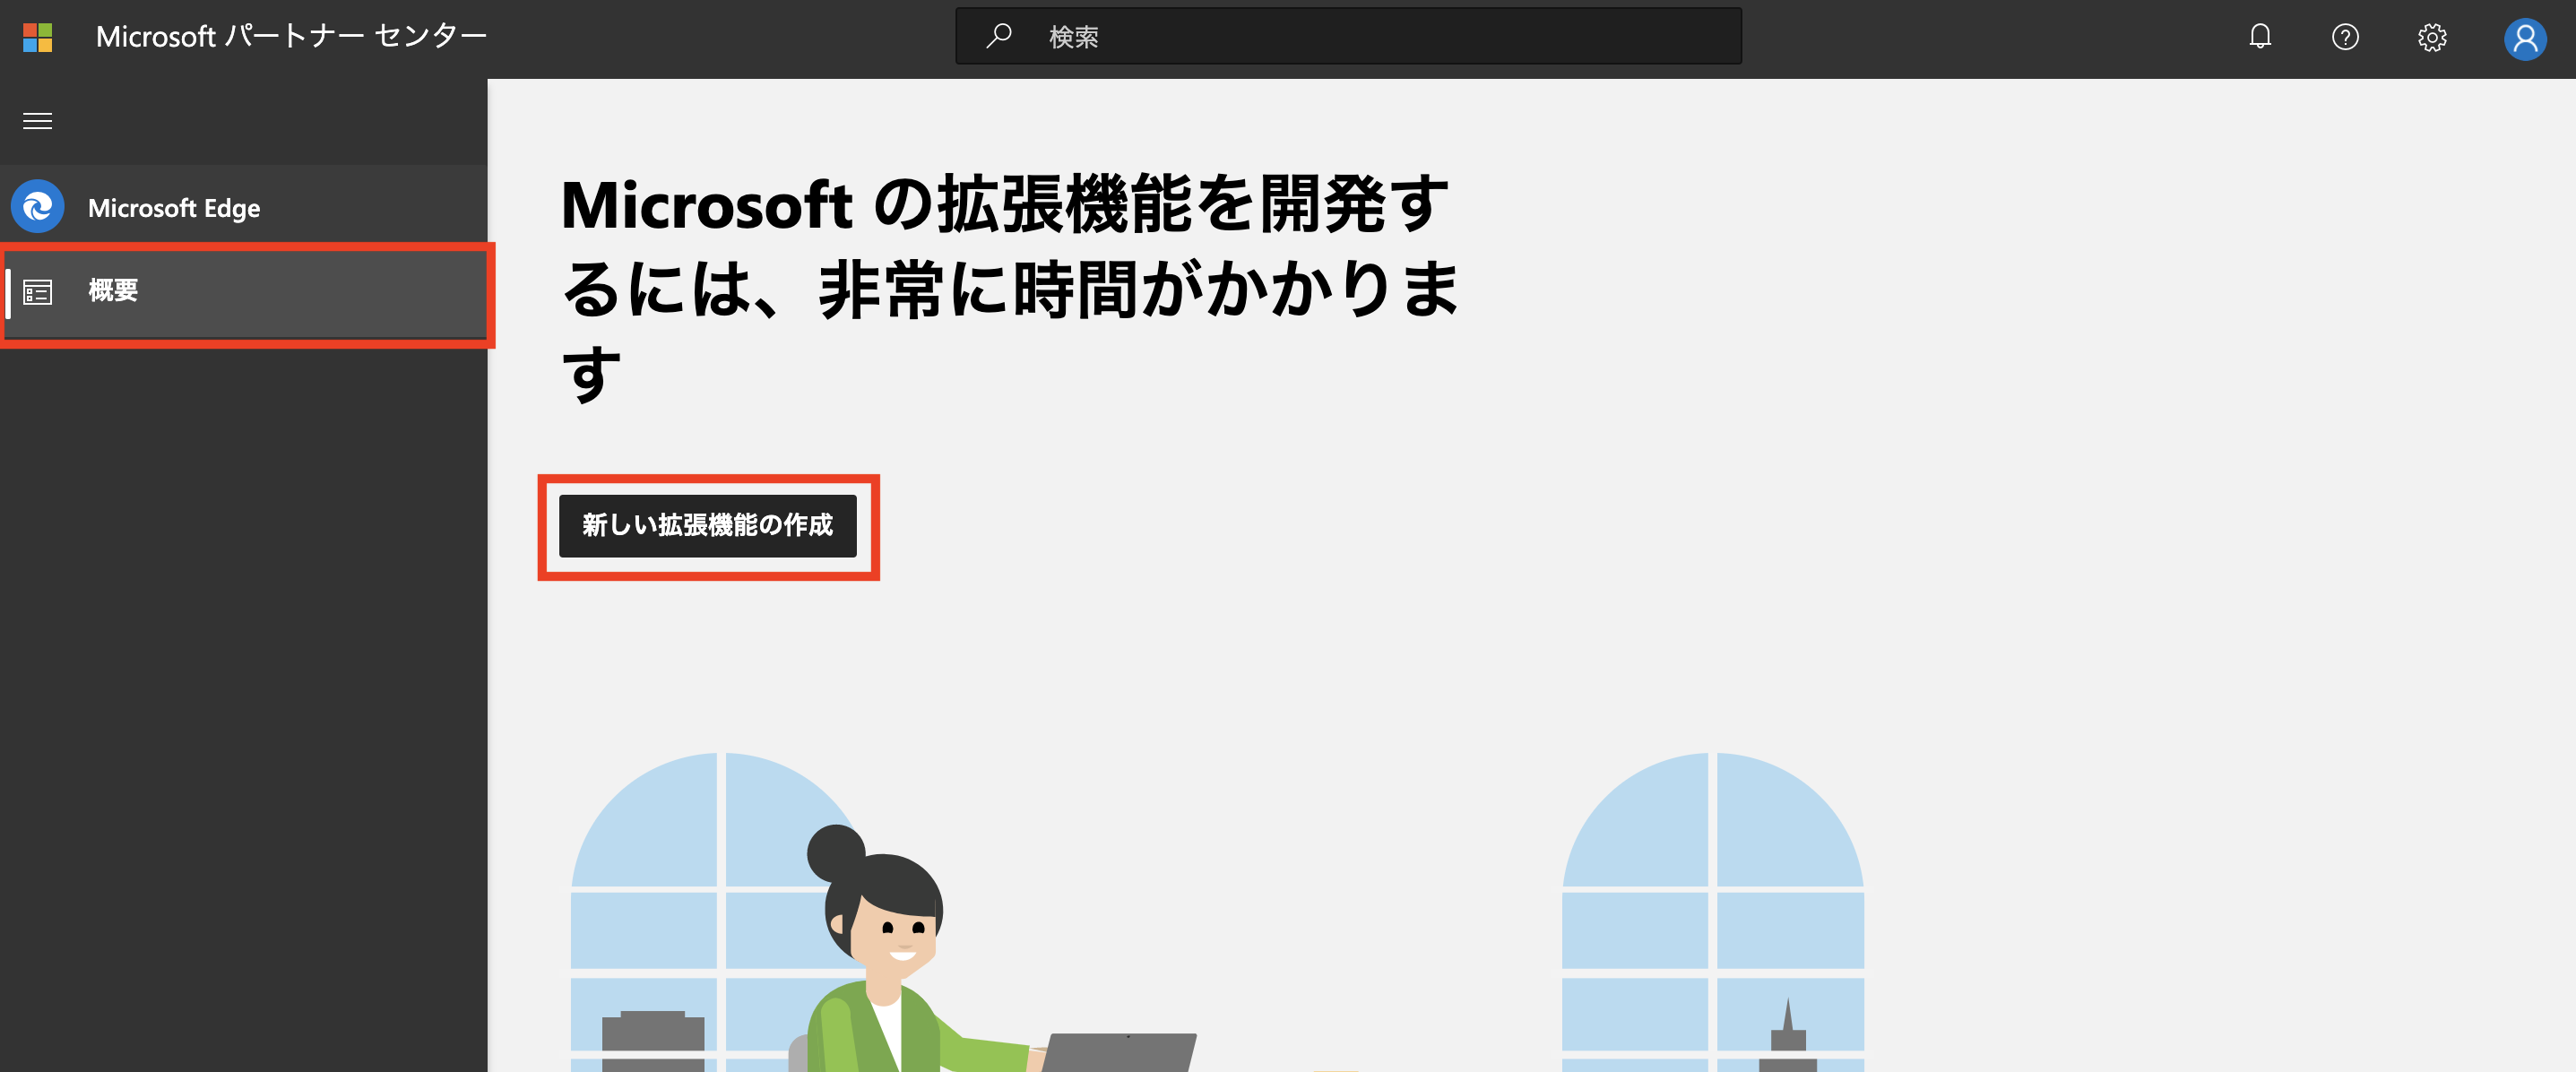 Microsoft パートナー センター
検索
Microsoft Edge
概要
Microsoft の拡張機能を開発す
るには、非常に時間がかかりま
す
新しい拡張機能の作成